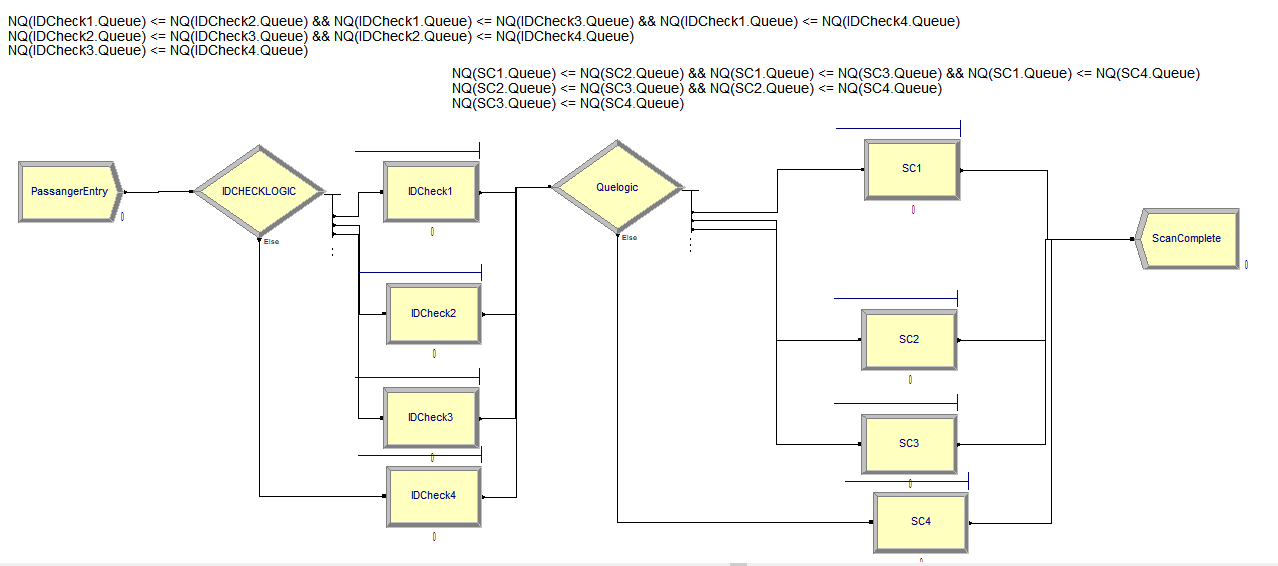 NQ(IDCheck1.Queue) <= NQ(IDCheck2.Queue) && NQ(IDCheck1.Queue) <= NQ(IDCheck3.Queue) && NQ(IDCheck1.Queue) <= NQ(IDCheck4.Queue)
NQ(IDCheck2.Queue) <= NQ(IDCheck3.Queue) && NQ(IDCheck2.Queue) <= NQ(IDCheck4.Queue)
NQ(IDCheck3.Queue) <= NQ(IDCheck4.Queue)
NQ(SC1.Queue) <= NQ(SC2.Queue) && NQ(SC1.Queue) <= NQ(SC3.Queue) && NQ(SC1.Queue) <= NQ(SC4.Queue)
NQ(SC2.Queue) <= NQ(SC3.Queue) && NQ(SC2.Queue) <= NQ(SC4.Queue)
NQ(SC3.Queue) <= NQ(SC4.Queue)
PassangerEntry
0
IDCHECKLOGIC
Else
IDCheck1
0
IDCheck2
0
IDCheck3
0
IDCheck4
0
Quelogic
Else
SC1
0
SC2
0
SC3
0
SC4
ScanComplete
0